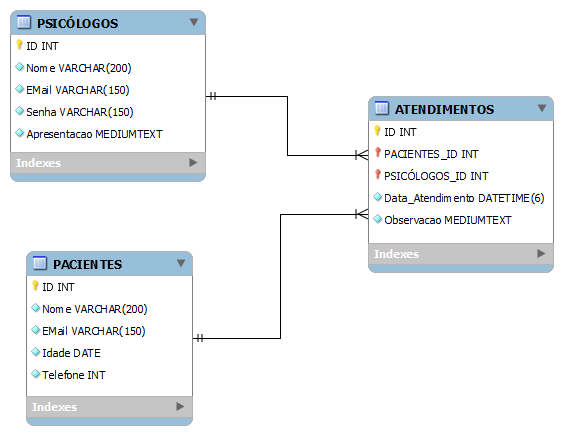 PSICÓLOGOS
ID INT
Nome VARCHAR(200)
EMail VARCHAR(150)
Senha VARCHAR(150)
Apresentacao MEDIUMTEXT
Indexes
ATENDIMENTOS
ID INT
PACIENTES_ID INT
PSICÓLOGOS_ID INT
Data_Atendimento DATETIME(6)
Observacao MEDIUMTEXT
Indexes
PACIENTES
ID INT
Nome VARCHAR(200)
EMail VARCHAR(150)
Idade DATE
Telefone INT
Indexes